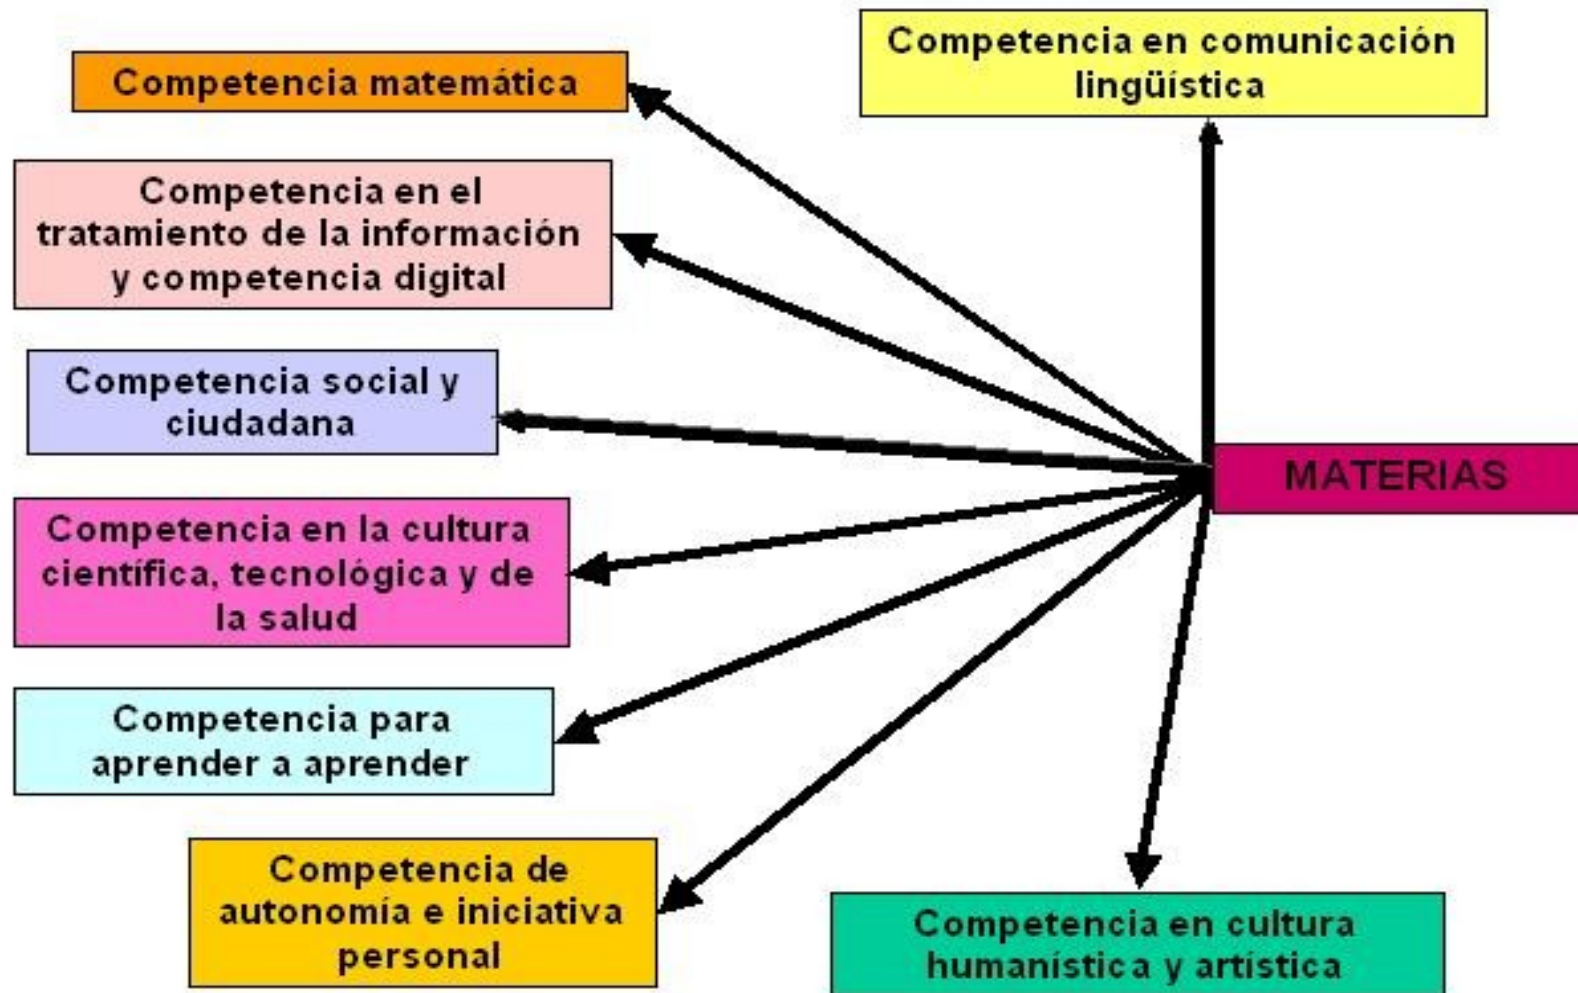 Competencia matemática
Competencia en comunicación
lingüística
Competencia en el
tratamiento de la información
y competencia digital
Competencia social y
ciudadana
MATERIAS
Competencia en la cultura
científica, tecnológica y de
la salud
Competencia para
aprender a aprender
Competencia de
autonomía e iniciativa
personal
Competencia en cultura
humanística y artística